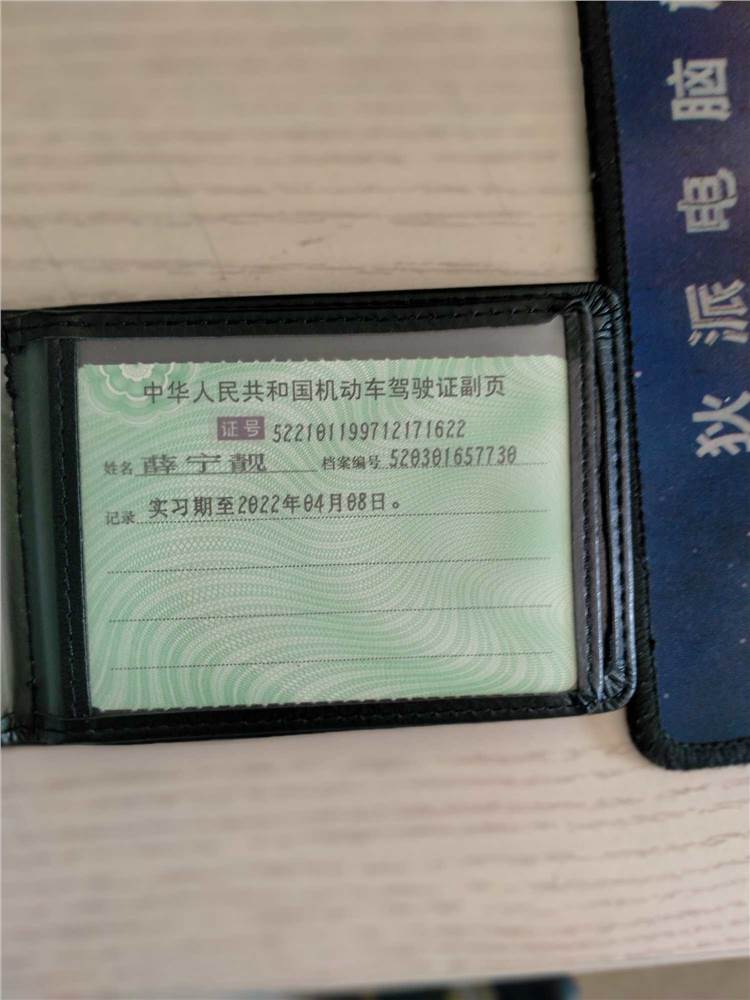 中华人民共和国机动车驾驶证副页
证号 522101199712171622
姓名 薛宁靓 档案编号 520301657730
记录 实习期至2022年04月08日。
狄派电脑